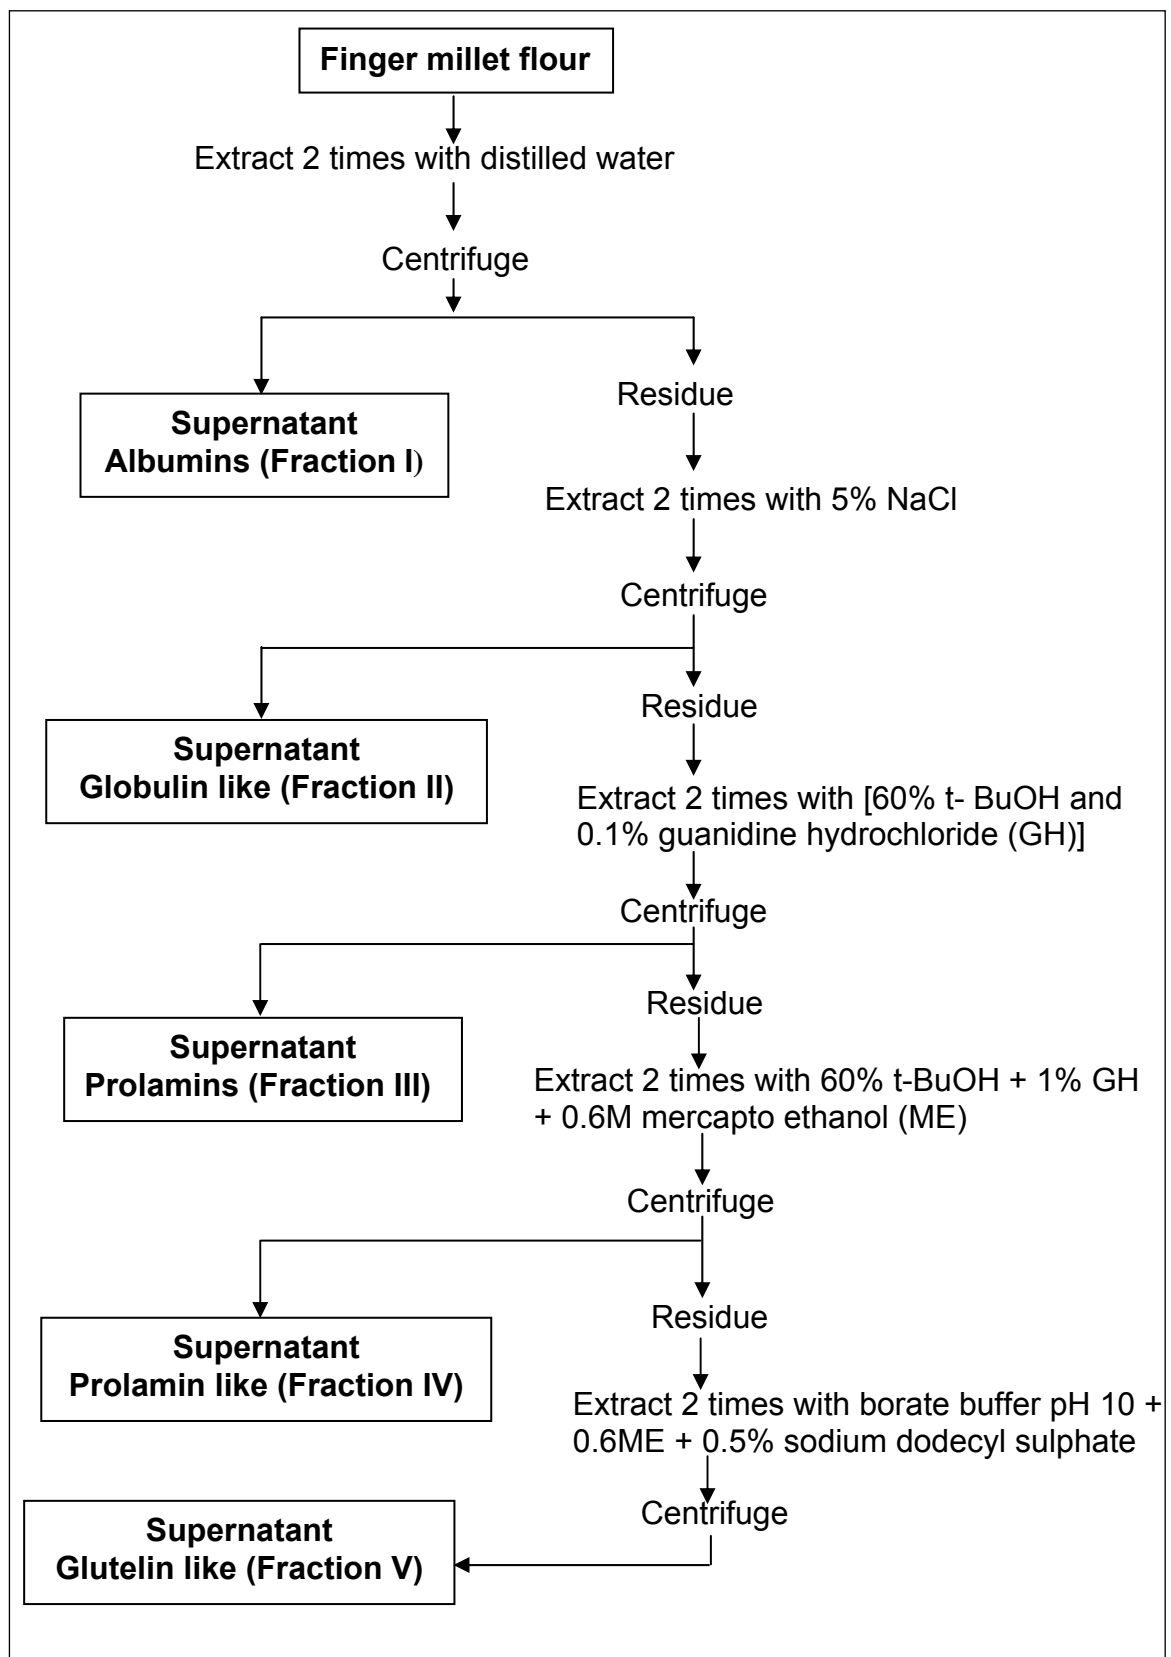 Finger millet flour
Extract 2 times with distilled water
Centrifuge
Supernatant
Albumins (Fraction I)
Residue
Extract 2 times with 5% NaCl
Centrifuge
Supernatant
Globulin like (Fraction II)
Residue
Extract 2 times with [60% t- BuOH and
0.1% guanidine hydrochloride (GH)]
Centrifuge
Supernatant
Prolamins (Fraction III)
Residue
Extract 2 times with 60% t-BuOH + 1% GH
+ 0.6M mercapto ethanol (ME)
Centrifuge
Supernatant
Prolamin like (Fraction IV)
Residue
Extract 2 times with borate buffer pH 10 +
0.6ME + 0.5% sodium dodecyl sulphate
Centrifuge
Supernatant
Glutelin like (Fraction V)